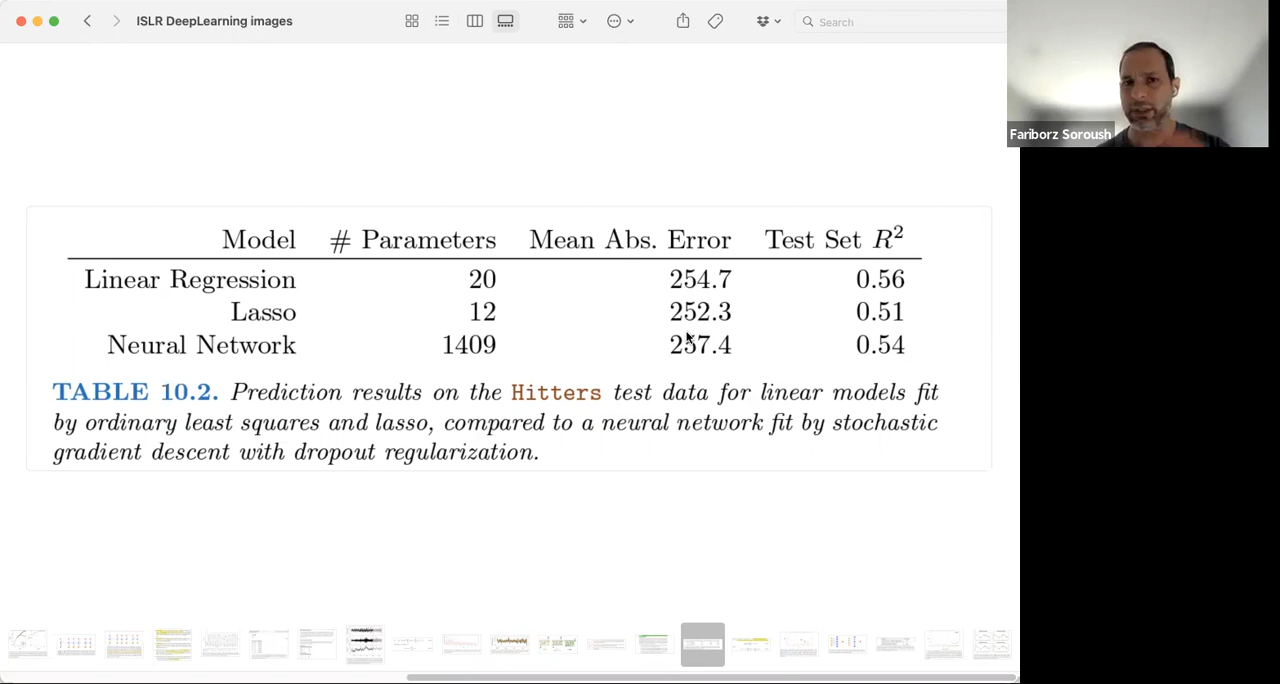 ISLR DeepLearning images
Search
Fariborz Soroush
Model # Parameters Mean Abs. Error Test Set R²
Linear Regression 20 254.7 0.56
Lasso 12 252.3 0.51
Neural Network 1409 257.4 0.54
TABLE 10.2. Prediction results on the Hitters test data for linear models fit
by ordinary least squares and lasso, compared to a neural network fit by stochastic
gradient descent with dropout regularization.